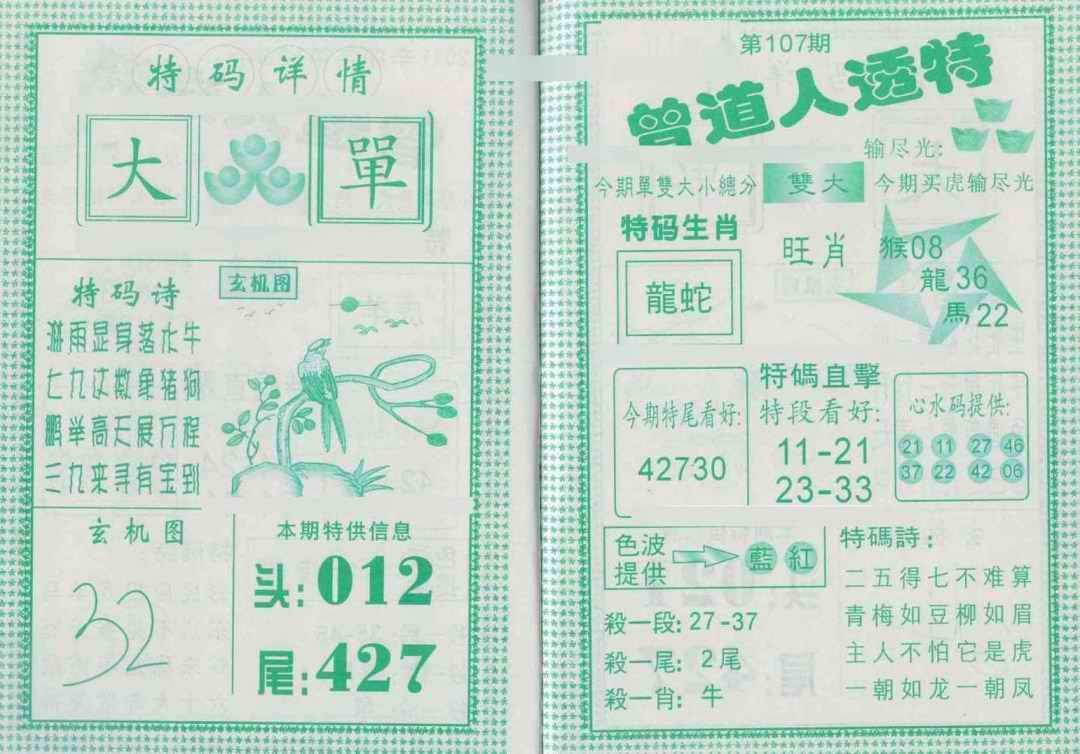 特码详情
大
單
特码诗
玄机图
淋雨显身落水牛
七九这数象猪狗
鹏举高天展万程
三九来寻有宝到
玄机图
32
本期特供信息
头:012
尾:427
第107期
曾道人透特
输尽光:
今期單雙大小總分
雙大
今期买虎输尽光
特码生肖
龍蛇
旺肖
猴08
龍36
馬22
今期特尾看好:
42730
特碼直擊
特段看好:
11-21
23-33
心水码提供:
21 11 27 46
37 22 42 06
色波
提供
藍 紅
殺一段:27-37
殺一尾:2尾
殺一肖:牛
特碼詩:
二五得七不难算
青梅如豆柳如眉
主人不怕它是虎
一朝如龙一朝凤